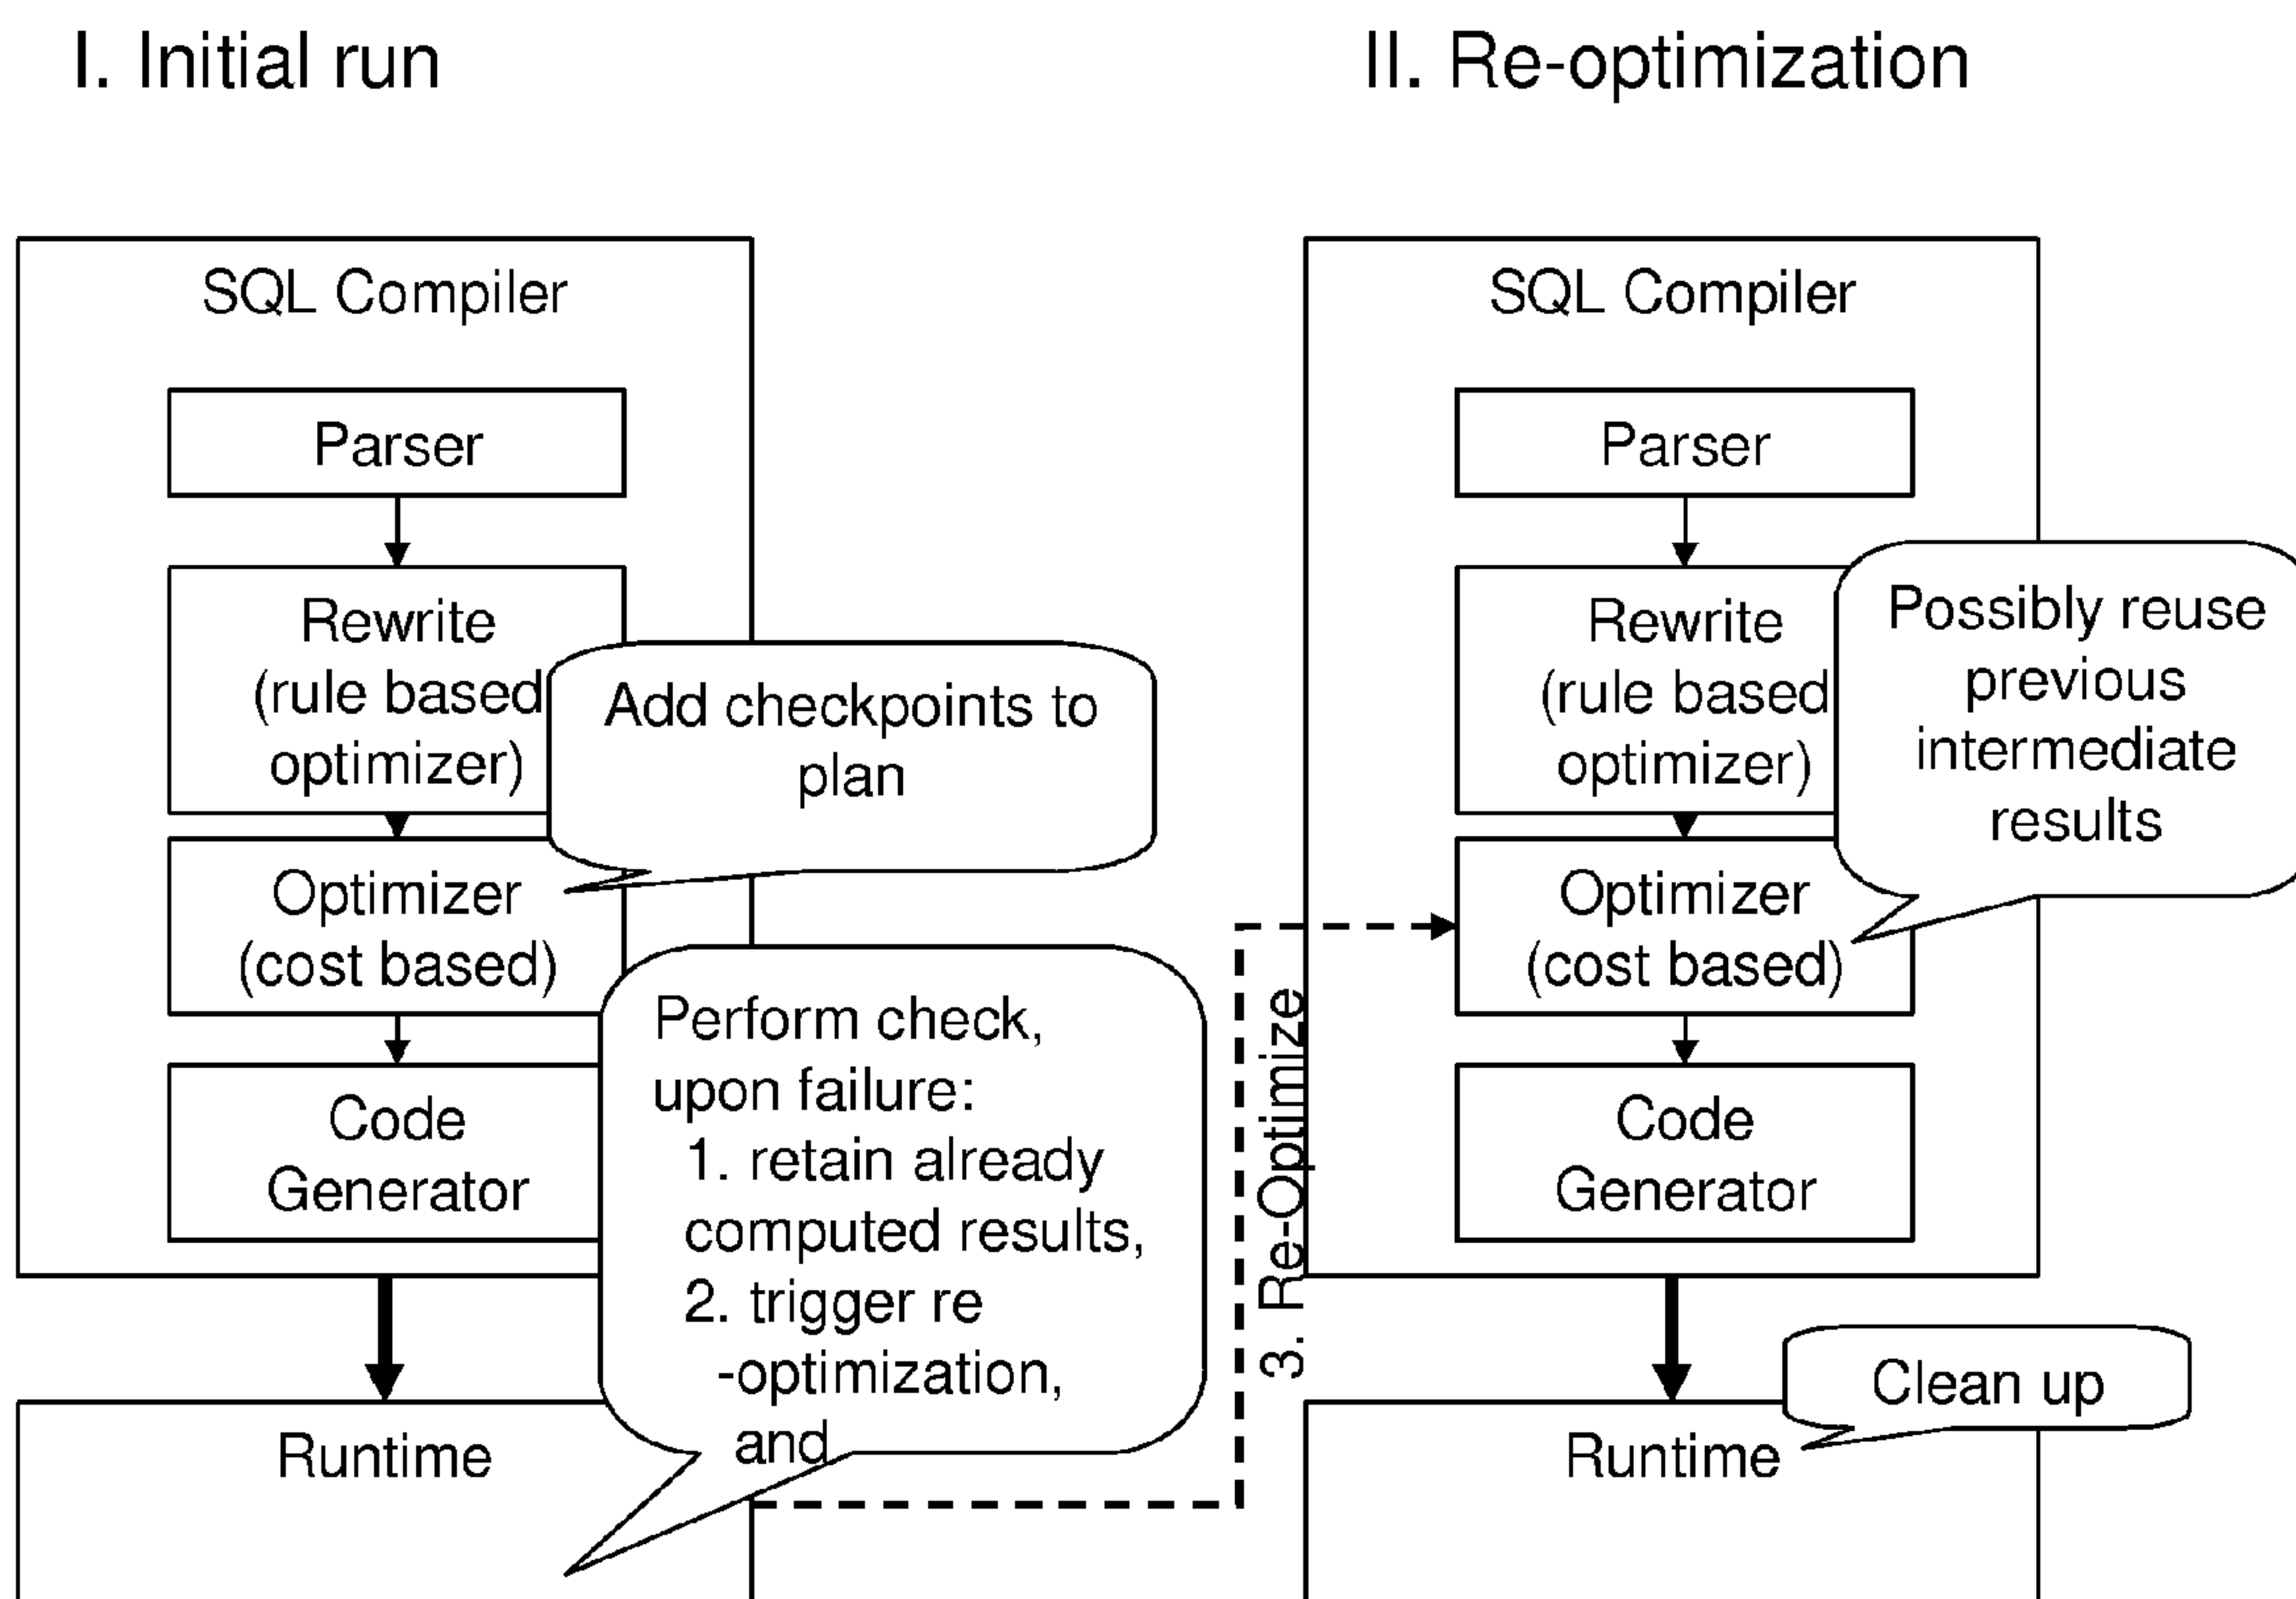 I. Initial run
SQL Compiler
Parser
Rewrite
(rule based
optimizer)
Add checkpoints to
plan
Optimizer
(cost based)
Code
Generator
Perform check,
upon failure:
1. retain already
computed results,
2. trigger re
-optimization,
and
Runtime
3. Re-Optimize
II. Re-optimization
SQL Compiler
Parser
Rewrite
(rule based
optimizer)
Possibly reuse
previous
intermediate
results
Optimizer
(cost based)
Code
Generator
Clean up
Runtime